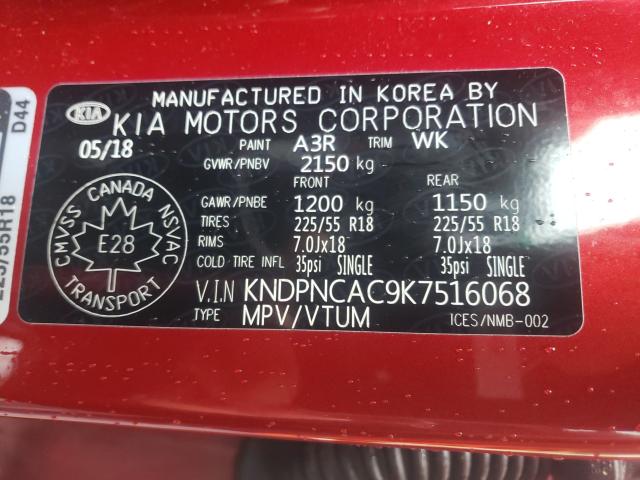 MANUFACTURED IN KOREA BY
KIA KIA MOTORS CORPORATION
05/18 PAINT A3R TRIM WK
GVWR/PNBV 2150 kg
FRONT REAR
GAWR/PNBE 1200 kg 1150 kg
TIRES 225/55 R18 225/55 R18
RIMS 7.0Jx18 7.0Jx18
COLD TIRE INFL 35psi SINGLE 35psi SINGLE
V.I.N KNDPNCAC9K7516068
TYPE MPV/VTUM ICES/NMB-002
CANADA
CMVSS NSVAC
E28
TRANSPORT
D44
225/55R18